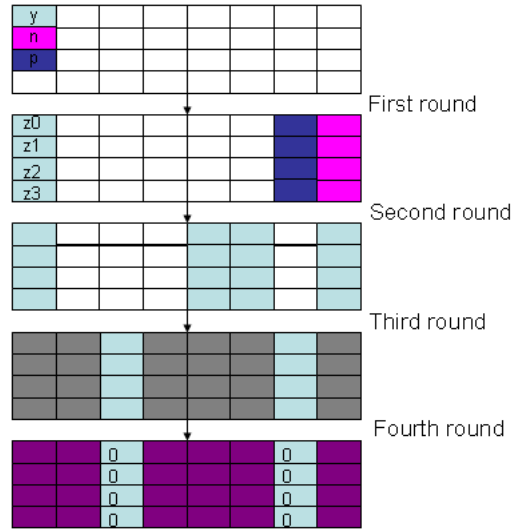 y
n
p
First round
z0
z1
z2
z3
Second round
Third round
Fourth round
0 0
0 0
0 0
0 0